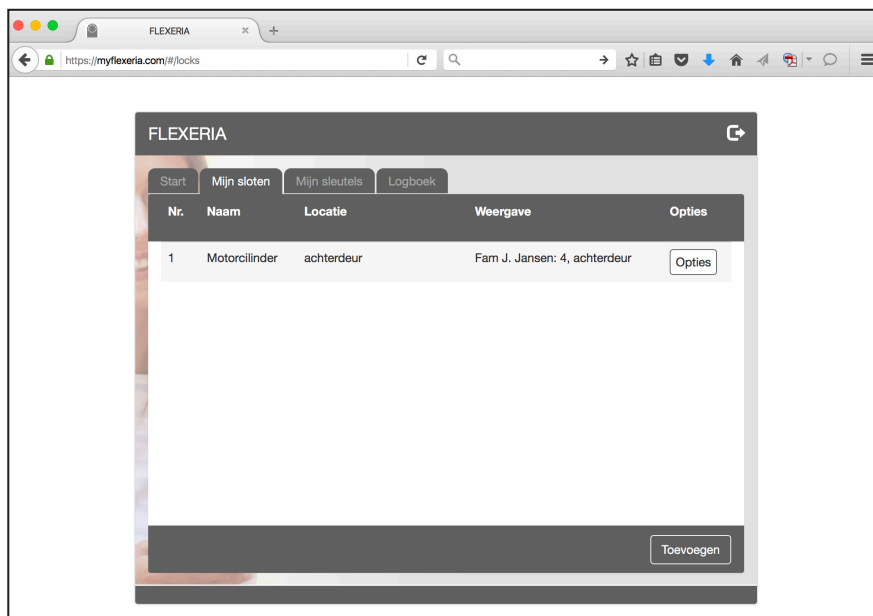 FLEXERIA
https://myflexeria.com/#/locks
FLEXERIA
Start Mijn sloten Mijn sleutels Logboek
Nr. Naam Locatie Weergave Opties
1 Motorcilinder achterdeur Fam J. Jansen: 4, achterdeur Opties
Toevoegen